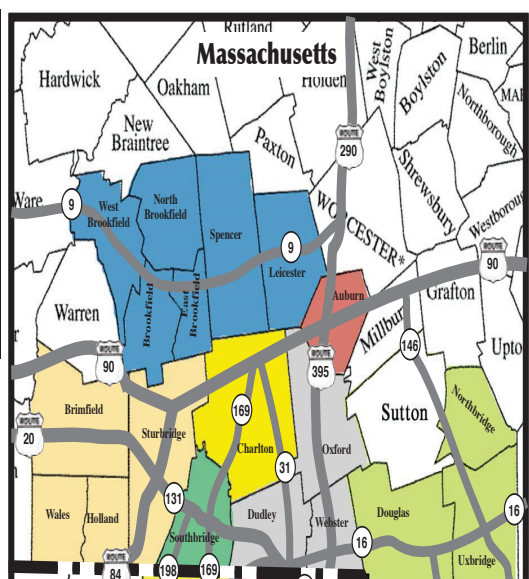 Rutland
Massachusetts
West
Boylston
Berlin
Boylston
Hardwick
Oakham
Holden
Northborough
MAR
New
Braintree
Paxton
ROUTE
290
Shrewsbury
Ware
9
West
Brookfield
North
Brookfield
Spencer
WORCESTER*
Westborough
9
Leicester
ROUTE
90
Warren
Brookfield
East
Brookfield
Auburn
Grafton
Millbur
146
Upto
ROUTE
90
ROUTE
395
Brimfield
169
Sutton
Northbridge
20
Sturbridge
Charlton
Oxford
31
131
Wales
Holland
Dudley
Webster
Douglas
16
Southbridge
16
Uxbridge
ROUTE
84
198
169